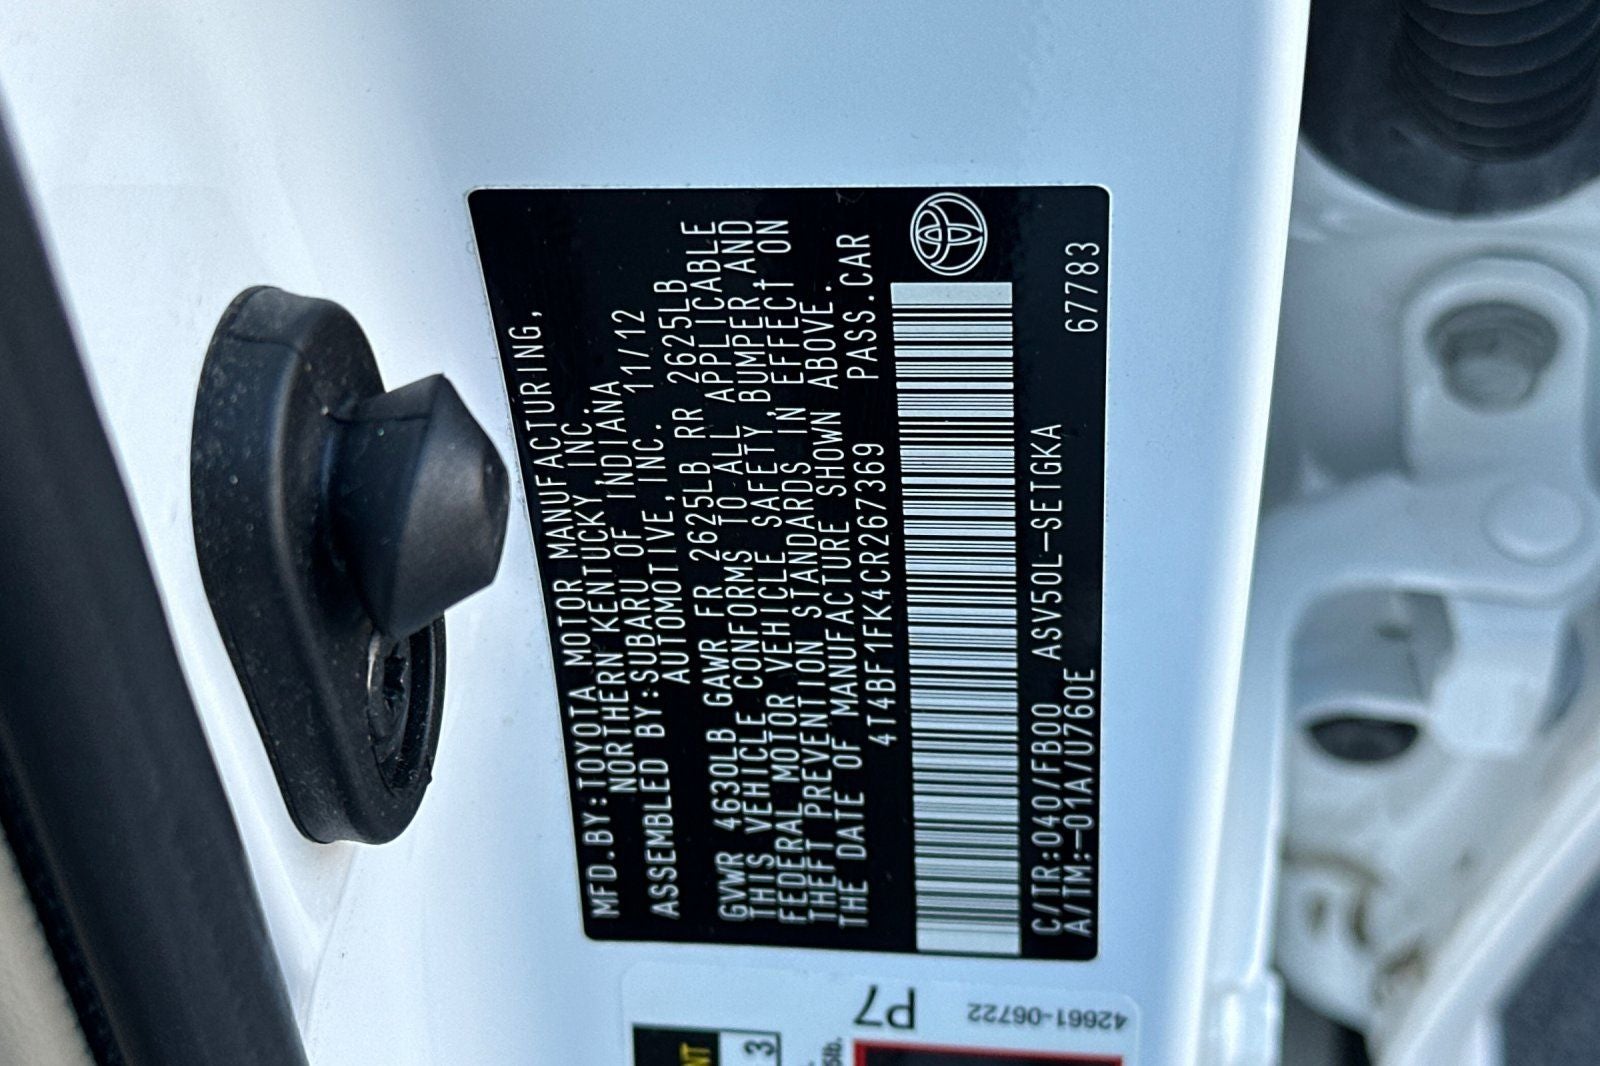 MFD.BY:TOYOTA MOTOR MANUFACTURING,
NORTHERN KENTUCKY,INC.
ASSEMBLED BY:SUBARU OF INDIANA
AUTOMOTIVE,INC. 11/12
GVWR 4630LB GAWR FR 2625LB RR 2625LB
THIS VEHICLE CONFORMS TO ALL APPLICABLE
FEDERAL MOTOR VEHICLE SAFETY,BUMPER,AND
THEFT PREVENTION STANDARDS IN EFFECT ON
THE DATE OF MANUFACTURE SHOWN ABOVE.
4T4BF1FK4CR267369 PASS.CAR
67783
C/TR:040/FB00 ASV50L-SETGKA
A/TM:-01A/U760E
42661-06722
P7
NT
3